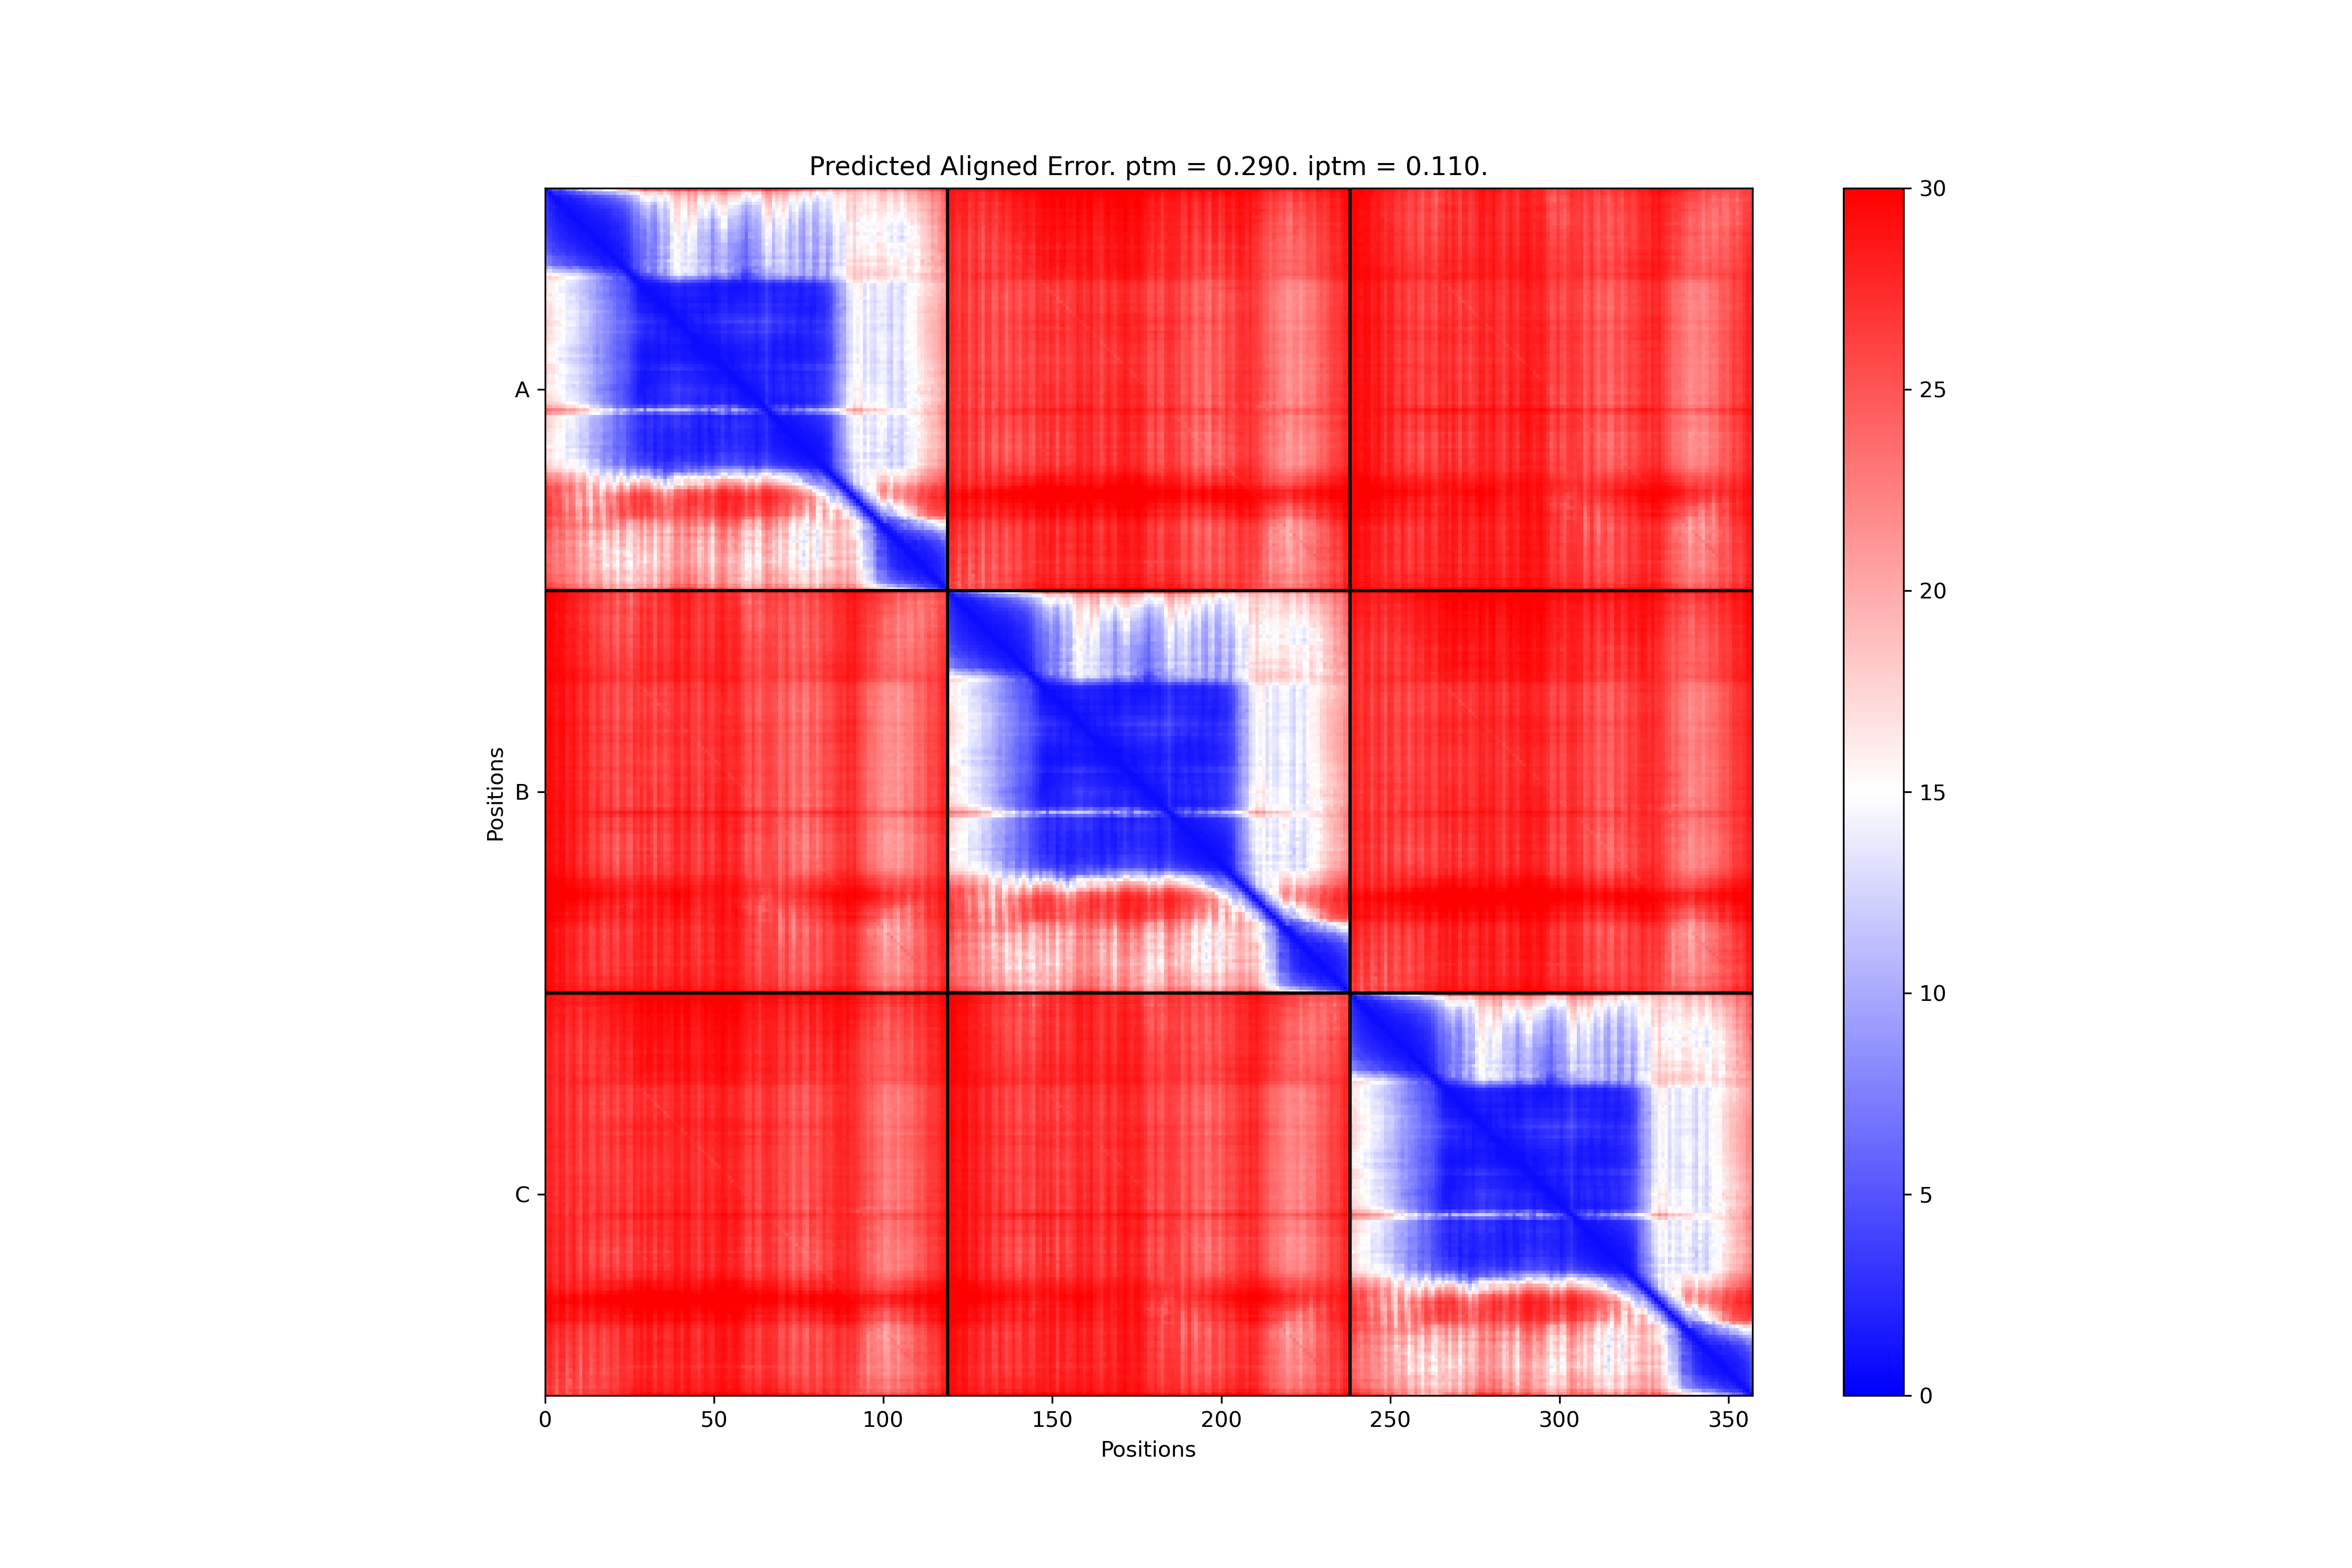 Predicted Aligned Error. ptm = 0.290. iptm = 0.110.
A
B
C
Positions
0 50 100 150 200 250 300 350
Positions
30
25
20
15
10
5
0